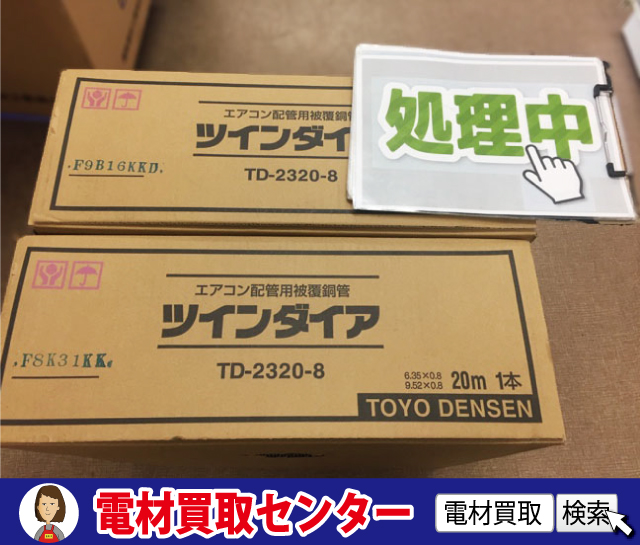 処理中
エアコン配管用被覆銅管
ツインダイ
TD-2320-8
F9B16KKD
エアコン配管用被覆銅管
ツインダイア
TD-2320-8
F8K31KK
6.35×0.8
9.52×0.8
20m 1本
TOYO DENSEN
電材買取センター
電材買取 検索